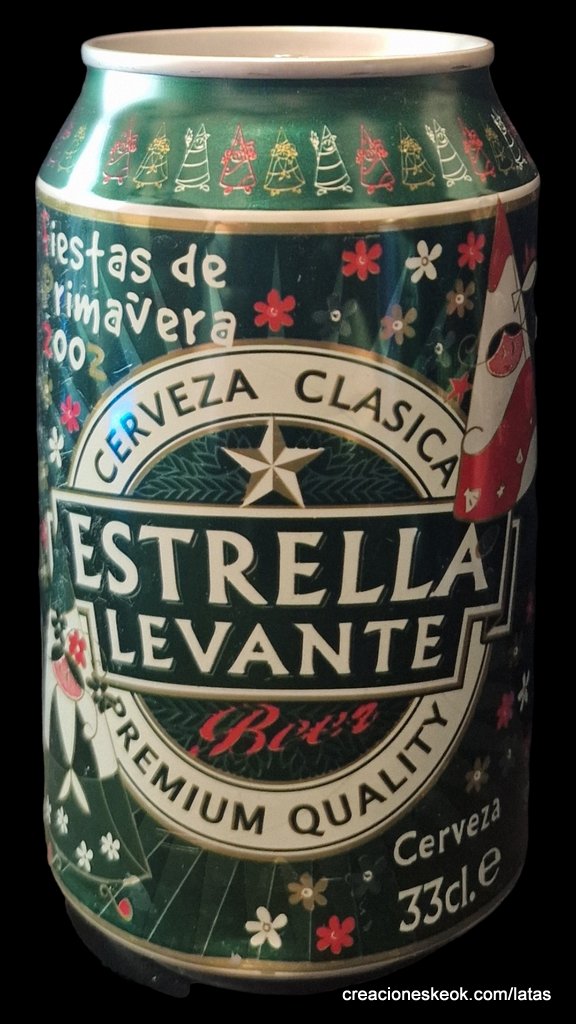 iestas de
rimavera
2002
CERVEZA CLASICA
ESTRELLA
LEVANTE
Beer
PREMIUM QUALITY
Cerveza
33cl. e
creacioneskeok.com/latas